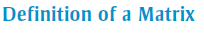 Definition of a Matrix